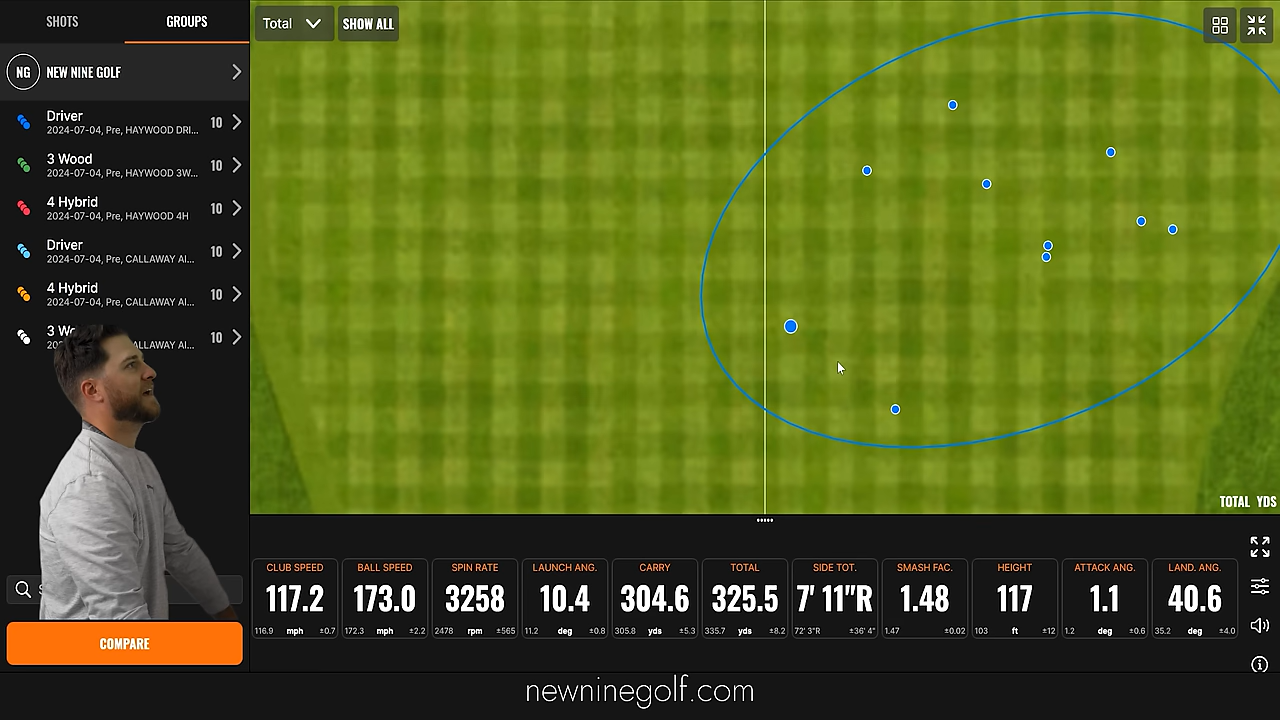 SHOTS
GROUPS
NG
NEW NINE GOLF
Driver
2024-07-04, Pre, HAYWOOD DRI...
10
3 Wood
2024-07-04, Pre, HAYWOOD 3W...
10
4 Hybrid
2024-07-04, Pre, HAYWOOD 4H
10
Driver
2024-07-04, Pre, CALLAWAY AI...
10
4 Hybrid
2024-07-04, Pre, CALLAWAY AI...
10
3 Wo
AI...
10
COMPARE
Total
SHOW ALL
TOTAL YDS
CLUB SPEED
117.2
116.9 mph ±0.7
BALL SPEED
173.0
172.3 mph ±2.2
SPIN RATE
3258
2478 rpm ±565
LAUNCH ANG.
10.4
11.2 deg ±0.8
CARRY
304.6
305.8 yds ±5.3
TOTAL
325.5
335.7 yds ±8.2
SIDE TOT.
7' 11"R
72' 3"R ±36' 4"
SMASH FAC.
1.48
1.47 ±0.02
HEIGHT
117
103 ft ±12
ATTACK ANG.
1.1
1.2 deg ±0.6
LAND. ANG.
40.6
35.2 deg ±4.0
newninegolf.com